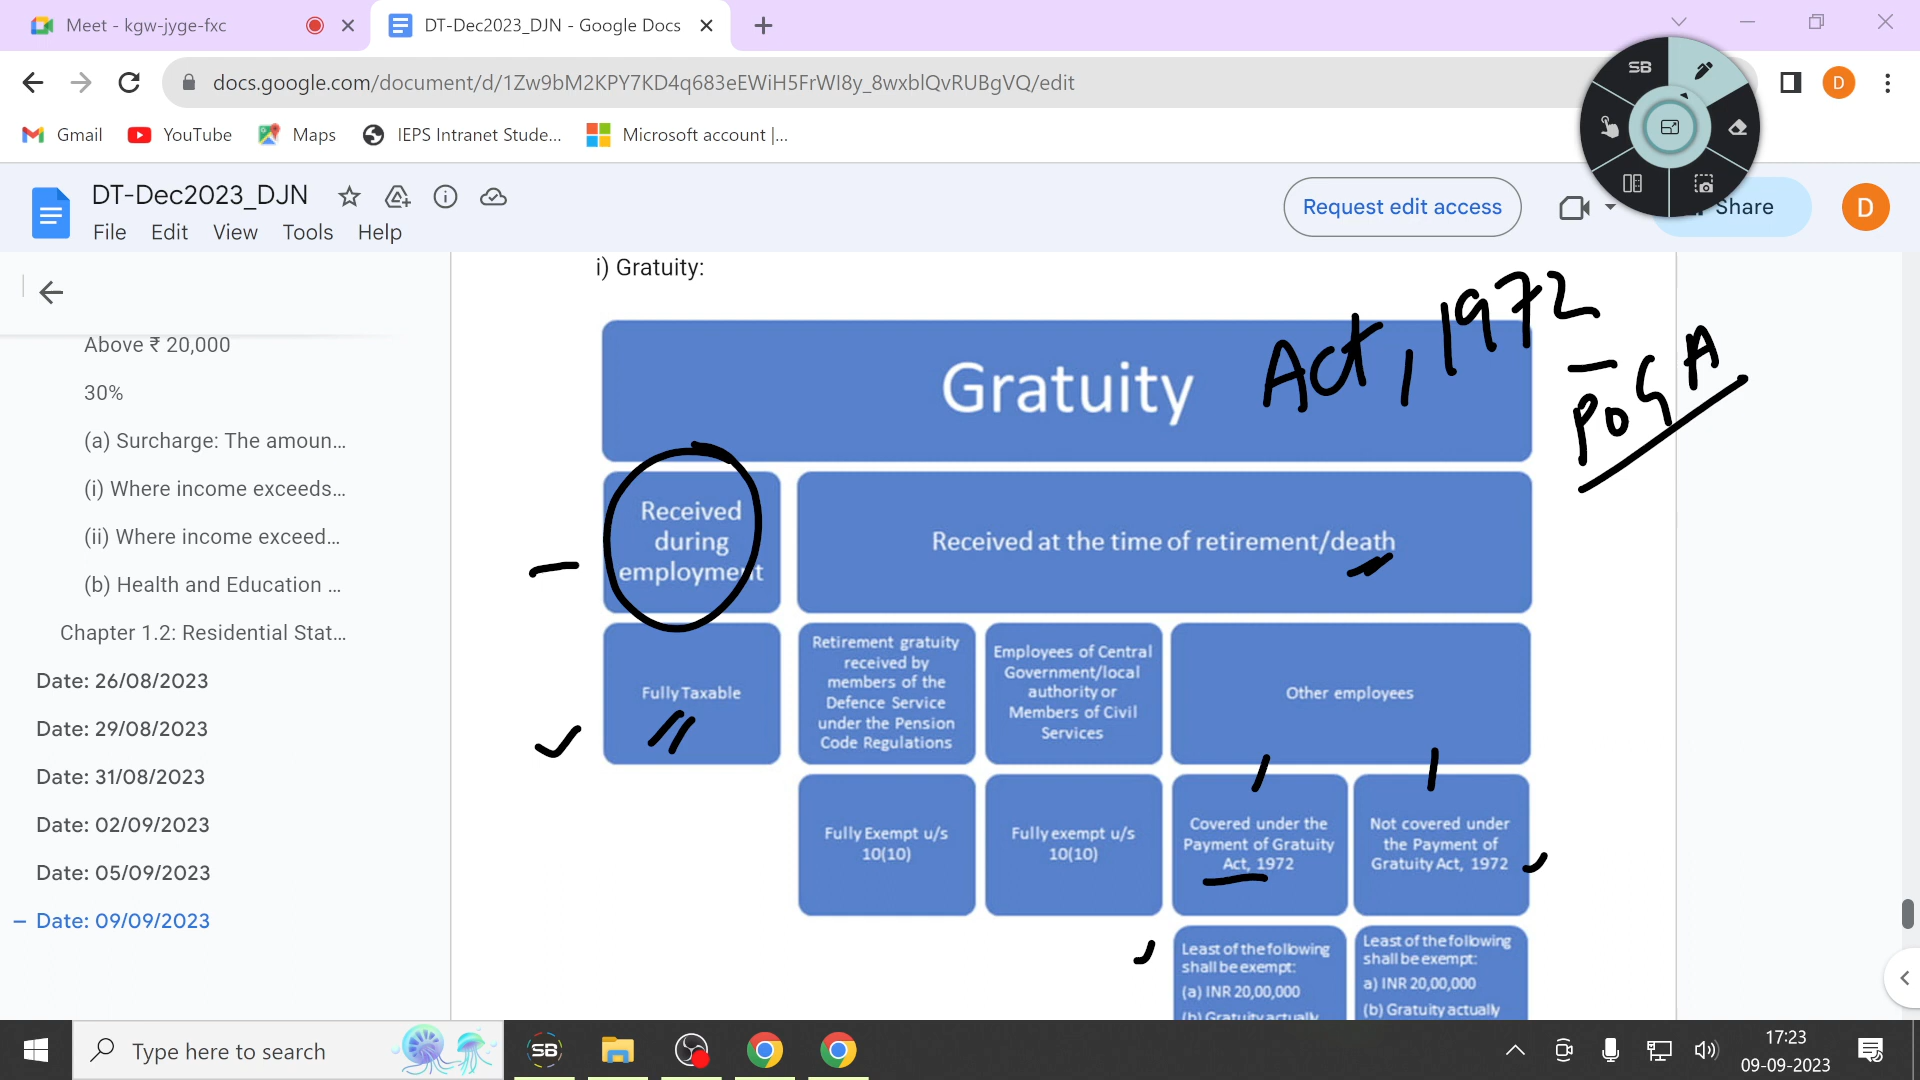 Meet - kgw-jyge-fxc
DT-Dec2023_DJN - Google Docs
docs.google.com/document/d/1Zw9bM2KPY7KD4q683eEWiH5FrWI8y_8wxblQvRUBgVQ/edit
SB
D
Gmail
YouTube
Maps
IEPS Intranet Stude...
Microsoft account |...
DT-Dec2023_DJN
File Edit View Tools Help
Request edit access
Share
D
Above ₹ 20,000
30%
(a) Surcharge: The amoun...
(i) Where income exceeds...
(ii) Where income exceed...
(b) Health and Education ...
Chapter 1.2: Residential Stat...
Date: 26/08/2023
Date: 29/08/2023
Date: 31/08/2023
Date: 02/09/2023
Date: 05/09/2023
Date: 09/09/2023
i) Gratuity:
Gratuity
Act, 1972
POGA
Received
during
employment
Received at the time of retirement/death
Fully Taxable
Retirement gratuity
received by
members of the
Defence Service
under the Pension
Code Regulations
Employees of Central
Government/local
authority or
Members of Civil
Services
Other employees
Fully Exempt u/s
10(10)
Fully exempt u/s
10(10)
Covered under the
Payment of Gratuity
Act, 1972
Not covered under
the Payment of
Gratuity Act, 1972
Least of the following
shall be exempt:
(a) INR 20,00,000
(b) Gratuity actually
Least of the following
shall be exempt:
a) INR 20,00,000
(b) Gratuity actually
Type here to search
SB
17:23
09-09-2023